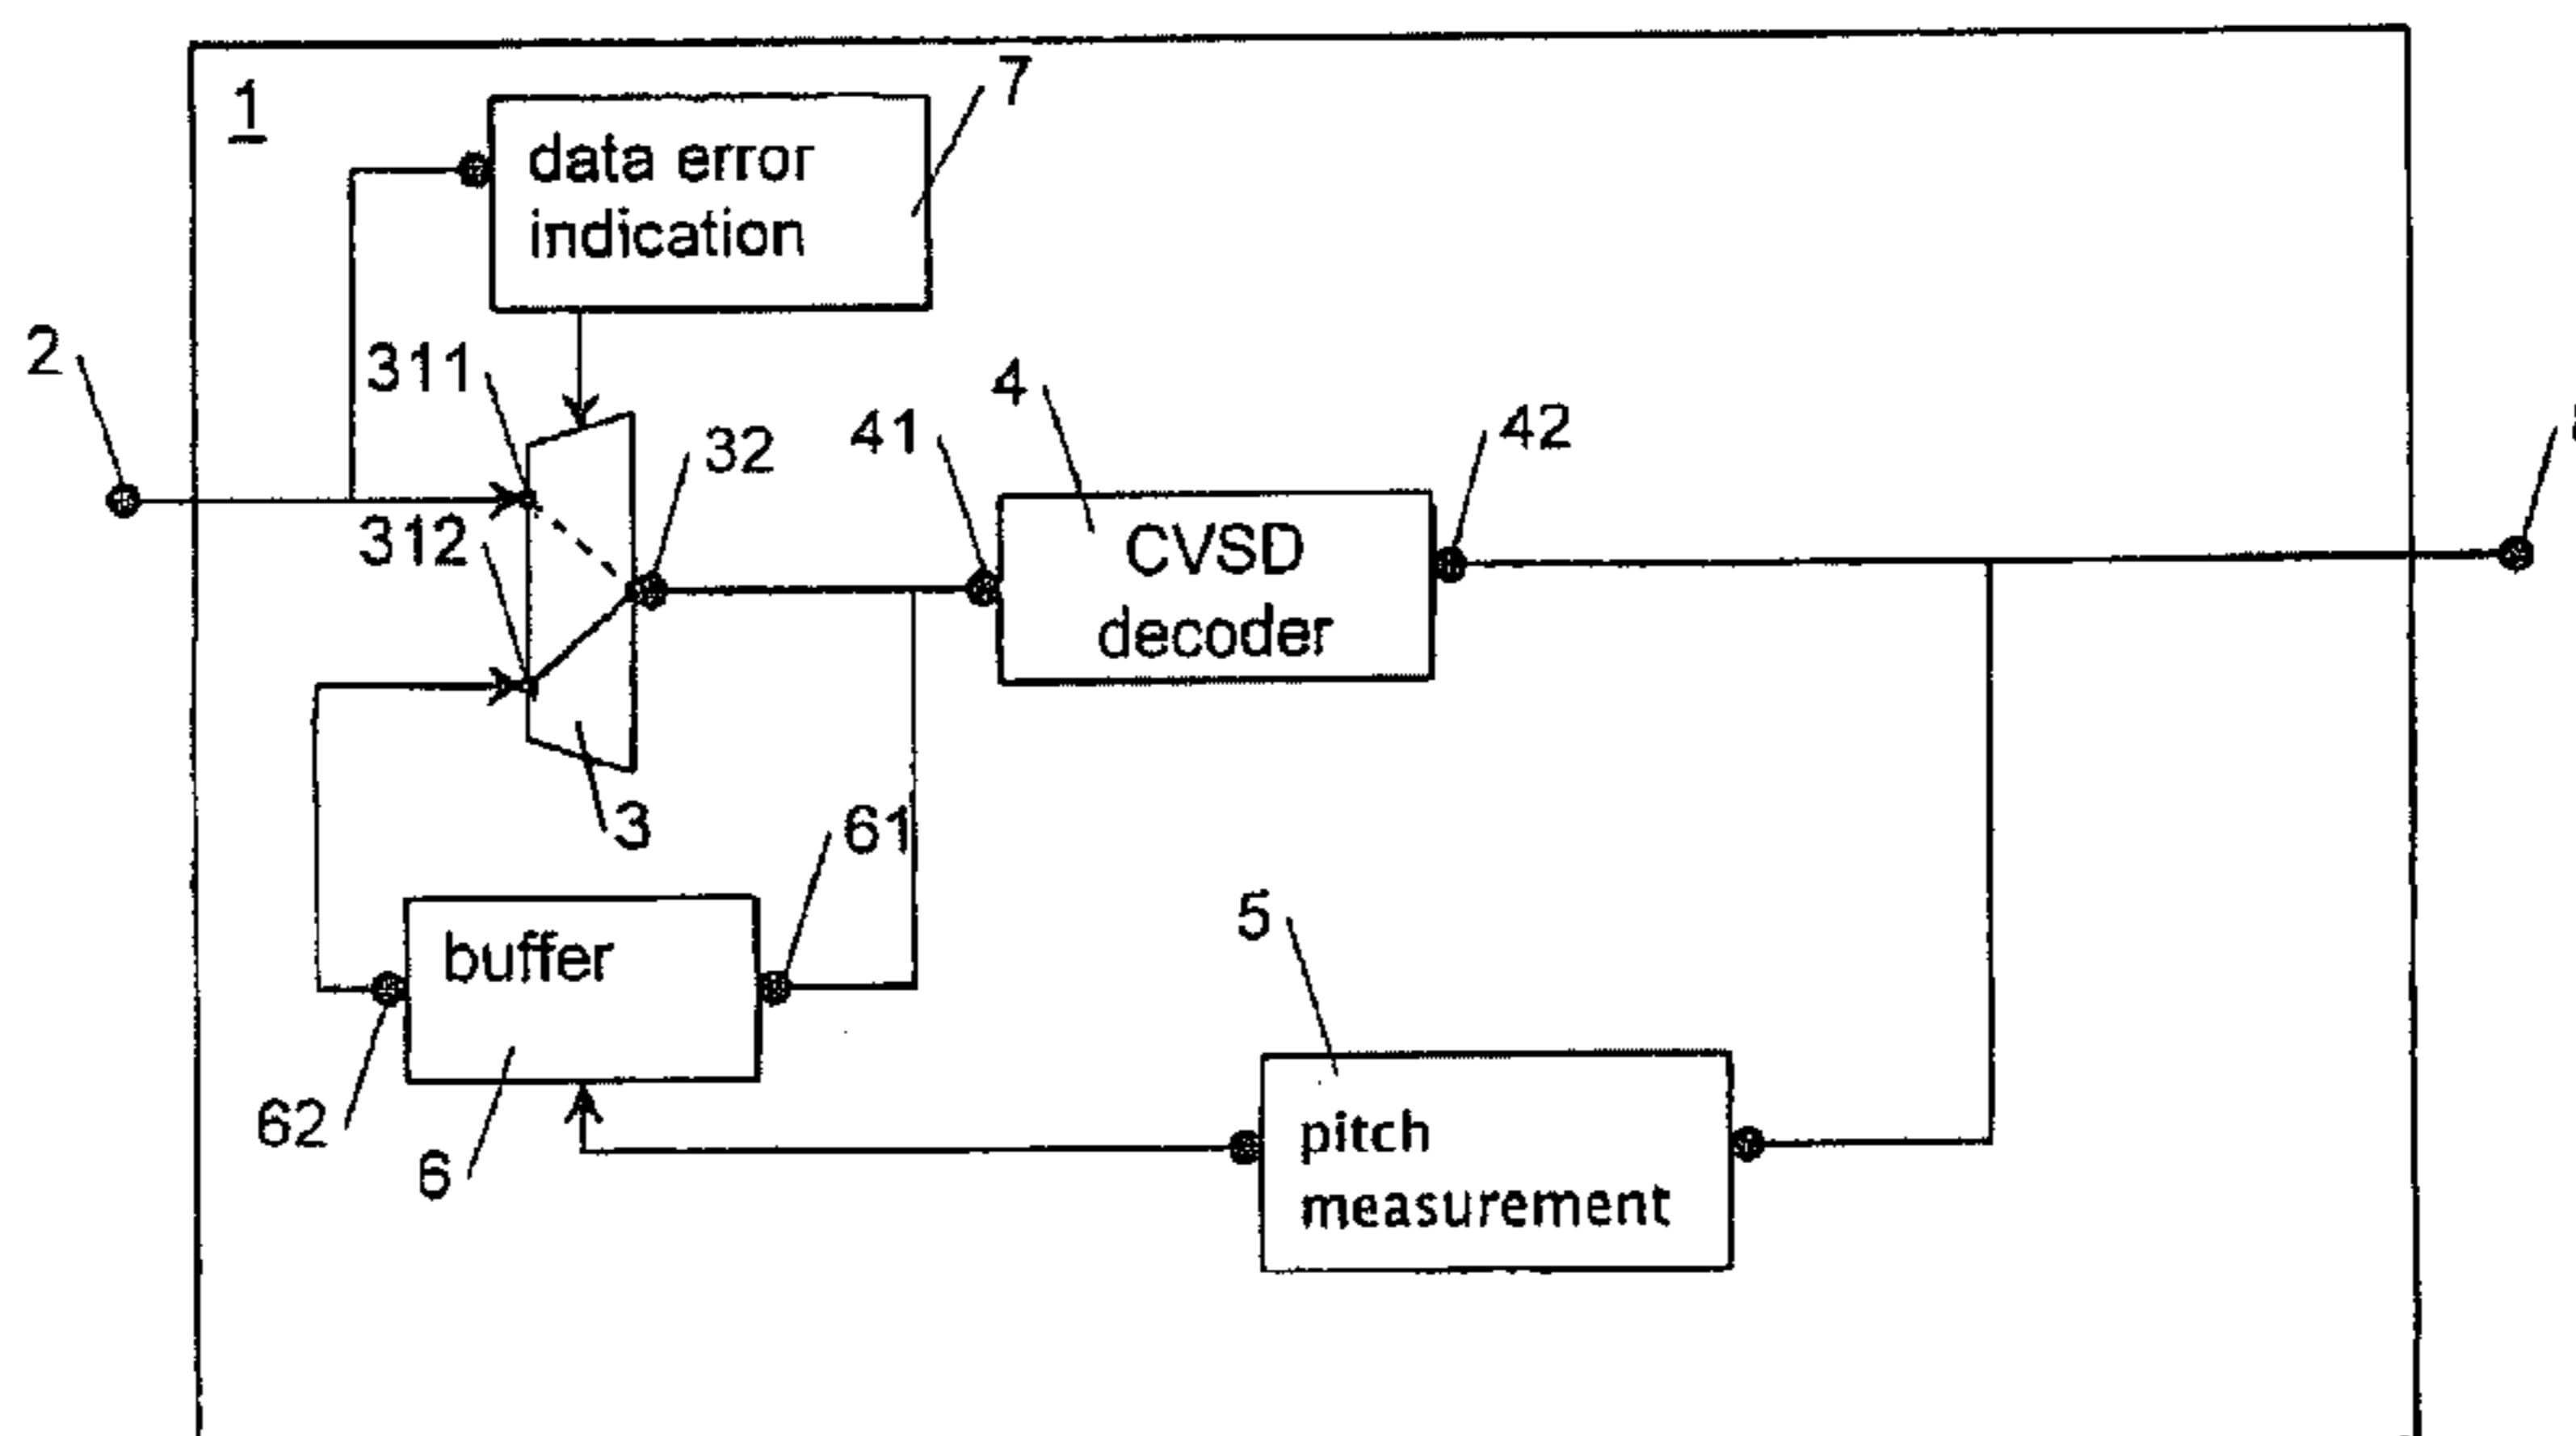 1
7
data error
indication
2
311
312
32
41
4
42
CVSD
decoder
3
61
buffer
62
6
5
pitch
measurement